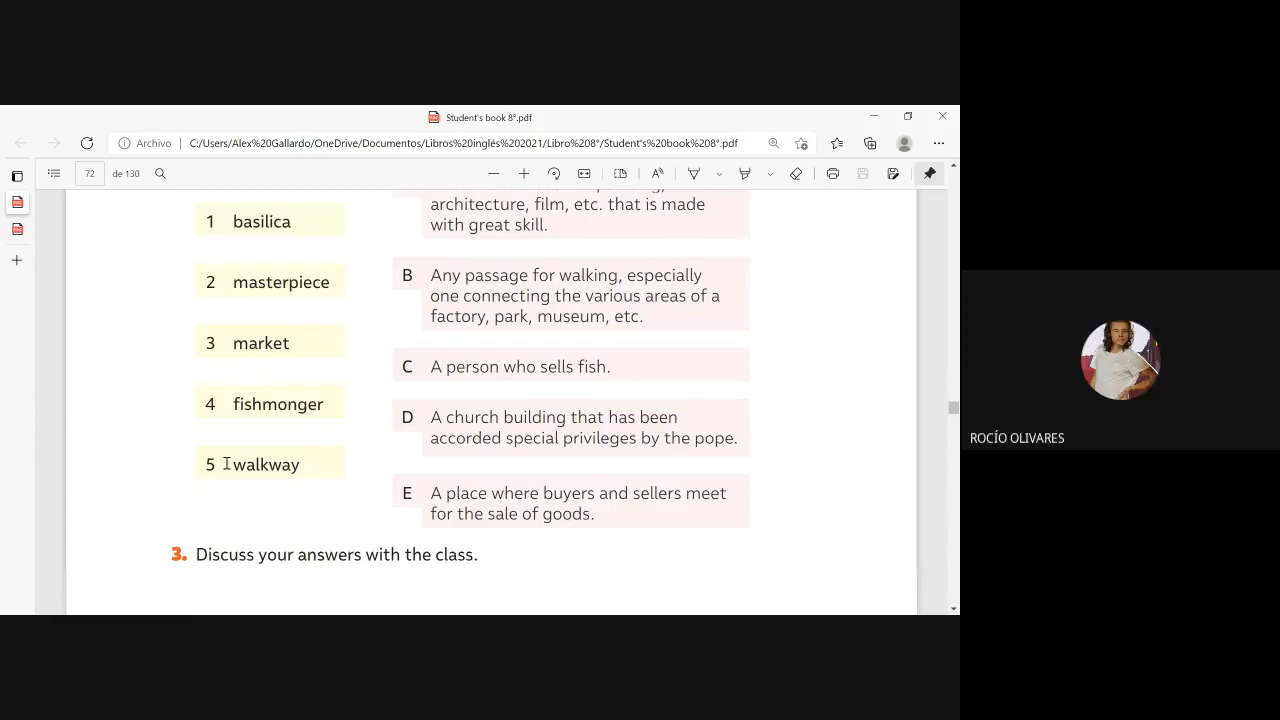 Student's book 8°.pdf
Archivo
C:/Users/Alex%20Gallardo/OneDrive/Documentos/Libros%20inglés%202021/Libro%208°/Student's%20book%208°.pdf
72 de 130
architecture, film, etc. that is made
with great skill.
1 basilica
B Any passage for walking, especially
one connecting the various areas of a
factory, park, museum, etc.
2 masterpiece
3 market
C A person who sells fish.
4 fishmonger
D A church building that has been
accorded special privileges by the pope.
5 walkway
E A place where buyers and sellers meet
for the sale of goods.
3. Discuss your answers with the class.
ROCÍO OLIVARES